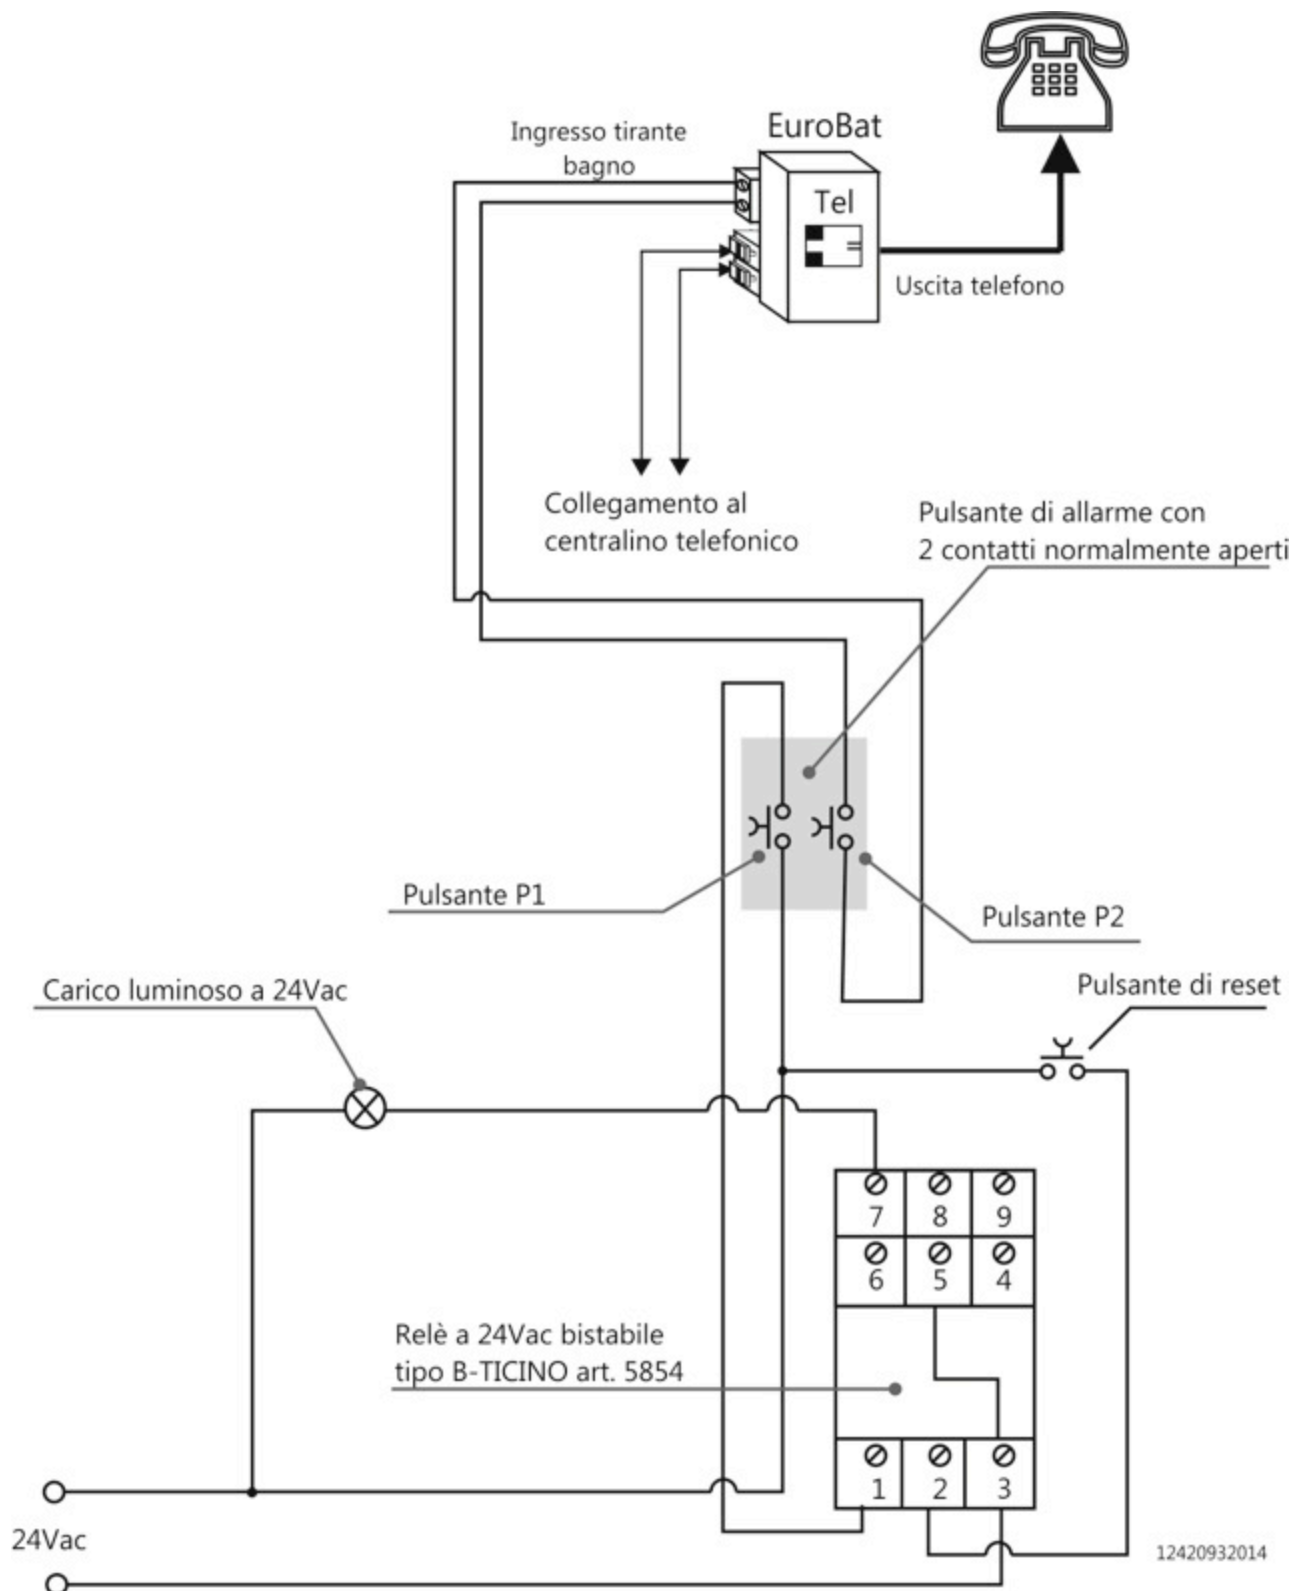 EuroBat
Ingresso tirante
bagno
Tel
Uscita telefono
Collegamento al
centralino telefonico
Pulsante di allarme con
2 contatti normalmente aperti
Pulsante P1
Pulsante P2
Carico luminoso a 24Vac
Pulsante di reset
7 8 9
6 5 4
Relè a 24Vac bistabile
tipo B-TICINO art. 5854
1 2 3
24Vac
12420932014